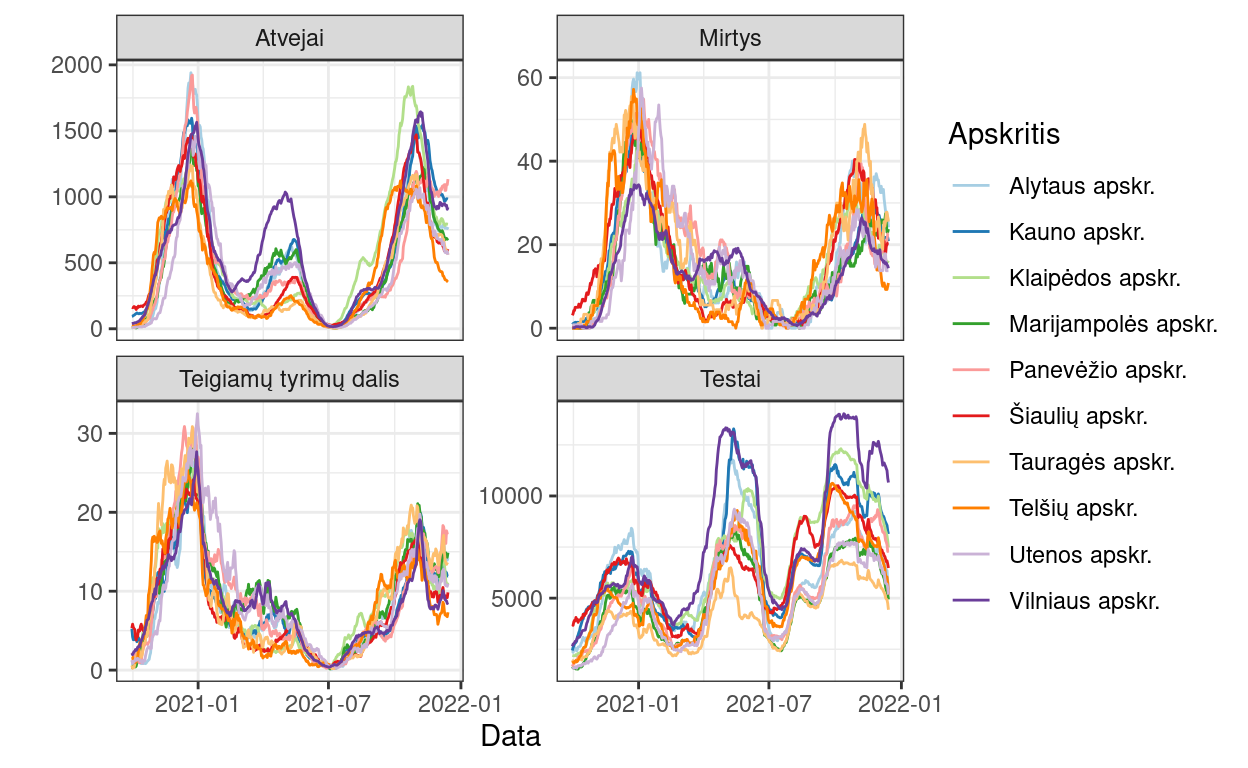 Atvejai
Mirtys
2000
1500
1000
500
0
60
40
20
0
Teigiamų tyrimų dalis
Testai
30
20
10
0
10000
5000
2021-01 2021-07 2022-01
2021-01 2021-07 2022-01
Data
Apskritis
Alytaus apskr.
Kauno apskr.
Klaipėdos apskr.
Marijampolės apskr.
Panevėžio apskr.
Šiaulių apskr.
Tauragės apskr.
Telšių apskr.
Utenos apskr.
Vilniaus apskr.